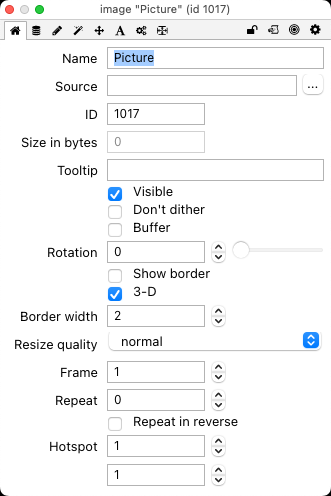 image "Picture" (id 1017)
Name Picture
Source ...
ID 1017
Size in bytes 0
Tooltip
Visible
Don't dither
Buffer
Rotation 0
Show border
3-D
Border width 2
Resize quality normal
Frame 1
Repeat 0
Repeat in reverse
Hotspot 1
1